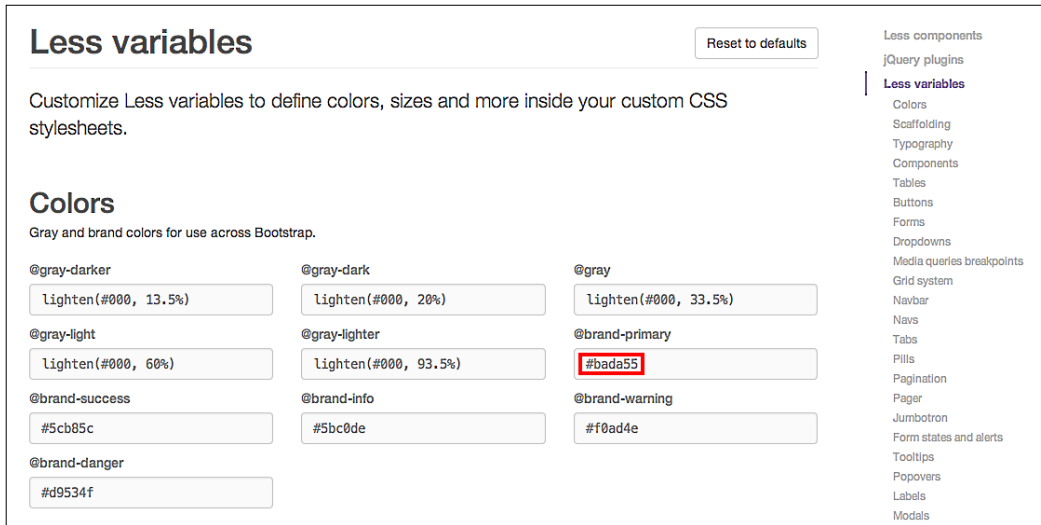 Less variables
Reset to defaults
Customize Less variables to define colors, sizes and more inside your custom CSS
stylesheets.
Colors
Gray and brand colors for use across Bootstrap.
@gray-darker @gray-dark @gray
lighten(#000, 13.5%) lighten(#000, 20%) lighten(#000, 33.5%)
@gray-light @gray-lighter @brand-primary
lighten(#000, 60%) lighten(#000, 93.5%) #bada55
@brand-success @brand-info @brand-warning
#5cb85c #5bc0de #f0ad4e
@brand-danger
#d9534f
Less components
jQuery plugins
Less variables
Colors
Scaffolding
Typography
Components
Tables
Buttons
Forms
Dropdowns
Media queries breakpoints
Grid system
Navbar
Navs
Tabs
Pills
Pagination
Pager
Jumbotron
Form states and alerts
Tooltips
Popovers
Labels
Modals